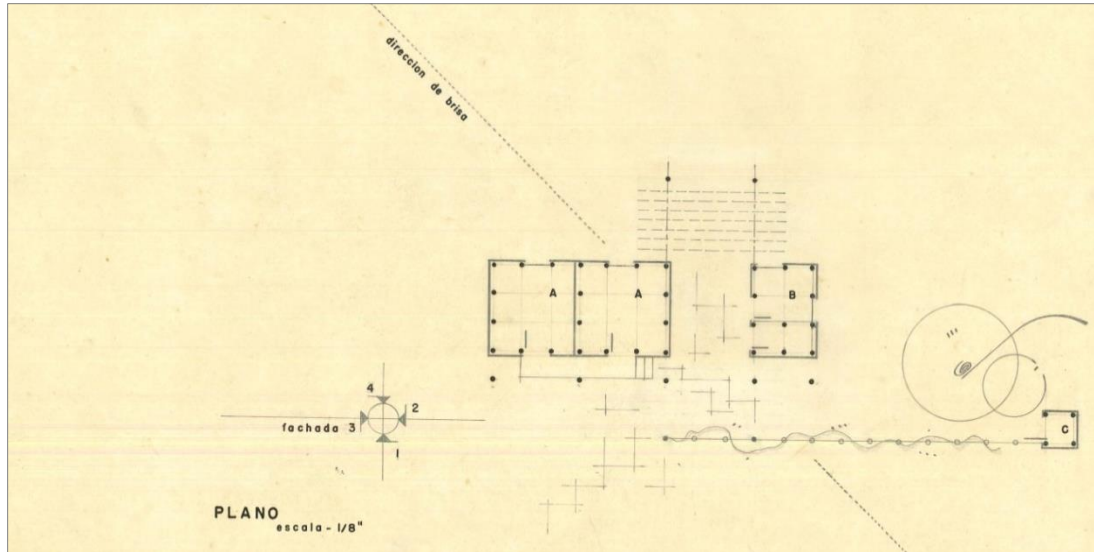 direccion de brisa
A
A
B
4
2
fachada 3
1
C
PLANO
escala - 1/8"